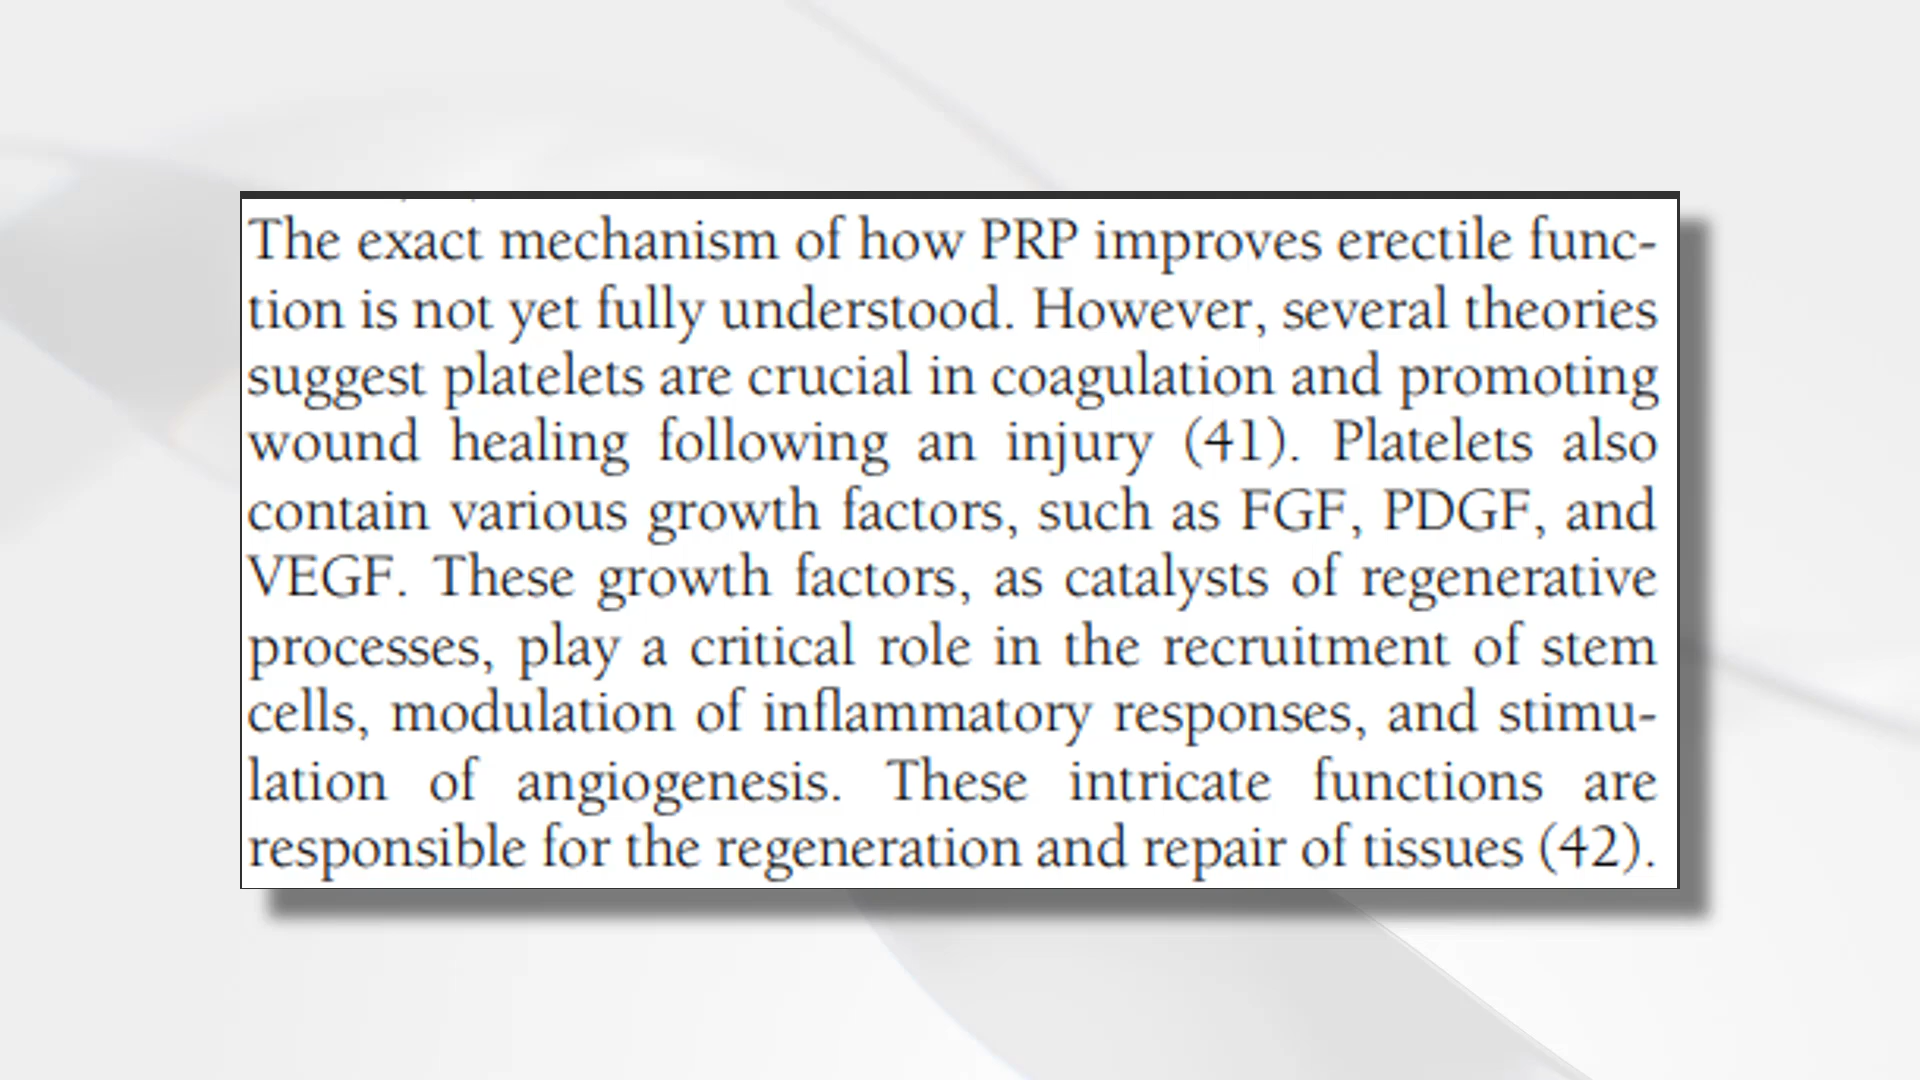 The exact mechanism of how PRP improves erectile func-
tion is not yet fully understood. However, several theories
suggest platelets are crucial in coagulation and promoting
wound healing following an injury (41). Platelets also
contain various growth factors, such as FGF, PDGF, and
VEGF. These growth factors, as catalysts of regenerative
processes, play a critical role in the recruitment of stem
cells, modulation of inflammatory responses, and stimu-
lation of angiogenesis. These intricate functions are
responsible for the regeneration and repair of tissues (42).